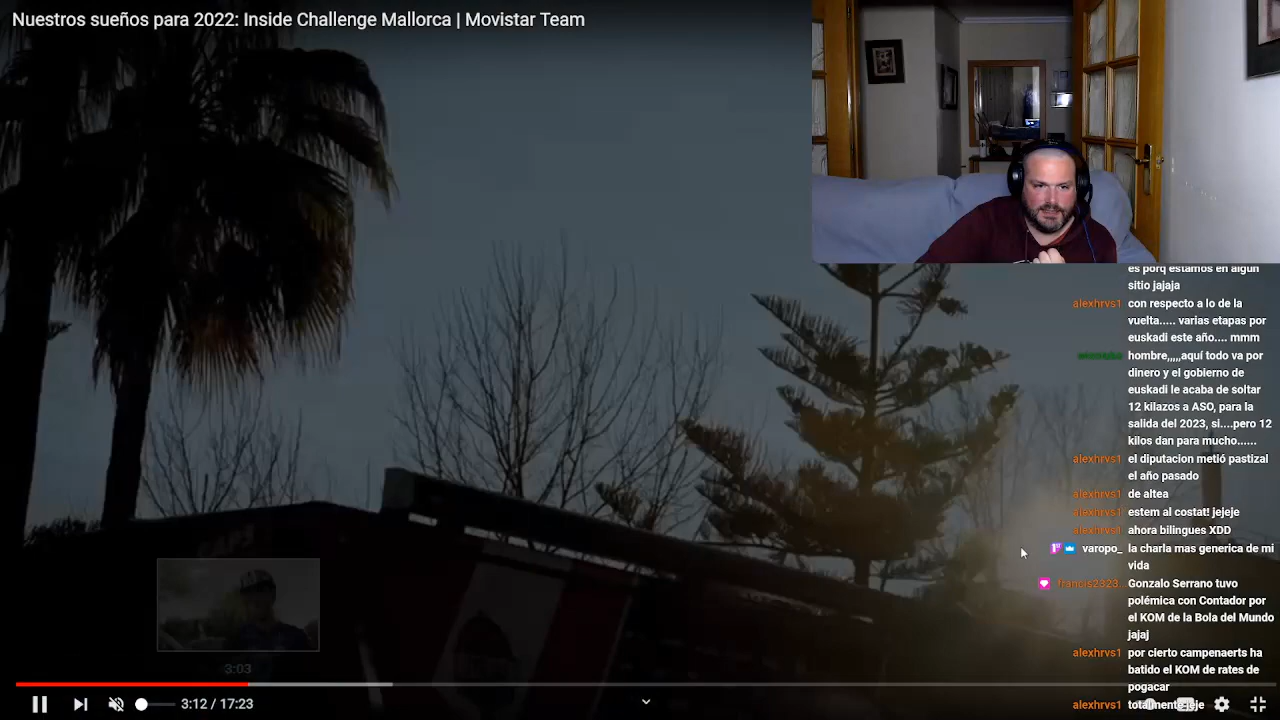 Nuestros sueños para 2022: Inside Challenge Mallorca | Movistar Team
es porq estamos en algun
sitio jajaja
alexhrvs1 con respecto a lo de la
vuelta..... varias etapas por
euskadi este año.... mmm
hombre,,,,,aquí todo va por
dinero y el gobierno de
euskadi le acaba de soltar
12 kilazos a ASO, para la
salida del 2023, si....pero 12
kilos dan para mucho......
alexhrvs1 el diputacion metió pastizal
el año pasado
alexhrvs1 de altea
alexhrvs1 estem al costat! jejeje
alexhrvs1 ahora bilingues XDD
varopo_ la charla mas generica de mi
vida
francis2323... Gonzalo Serrano tuvo
polémica con Contador por
el KOM de la Bola del Mundo
jajaj
alexhrvs1 por cierto campenaerts ha
batido el KOM de rates de
pogacar
alexhrvs1 totalmente jeje
3:03
3:12 / 17:23